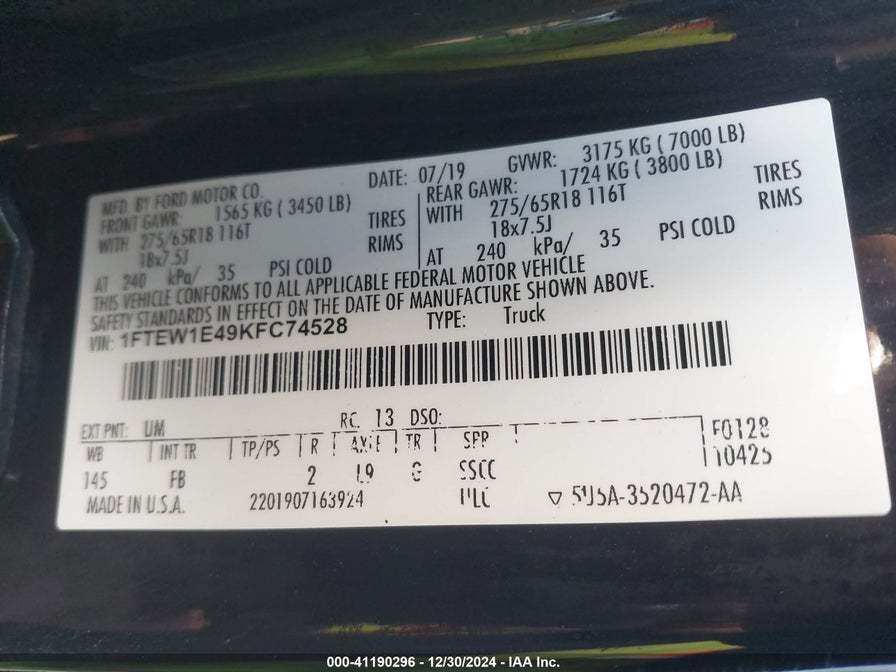 MFD. BY FORD MOTOR CO.
DATE: 07/19
GVWR: 3175 KG ( 7000 LB)
FRONT GAWR: 1565 KG ( 3450 LB)
REAR GAWR: 1724 KG ( 3800 LB)
WITH 275/65R18 116T TIRES
WITH 275/65R18 116T TIRES
18x7.5J RIMS
18x7.5J RIMS
AT 240 kPa/ 35 PSI COLD
AT 240 kPa/ 35 PSI COLD
THIS VEHICLE CONFORMS TO ALL APPLICABLE FEDERAL MOTOR VEHICLE
SAFETY STANDARDS IN EFFECT ON THE DATE OF MANUFACTURE SHOWN ABOVE.
VIN: 1FTEW1E49KFC74528 TYPE: Truck
EXT PNT: UM RC: 13 DSO:
WB INT TR TP/PS R AXLE TR SPR F0128
145 FB 2 L9 G SSCC 10425
MADE IN U.S.A. 2201907163924
000-41190296 - 12/30/2024 - IAA Inc.